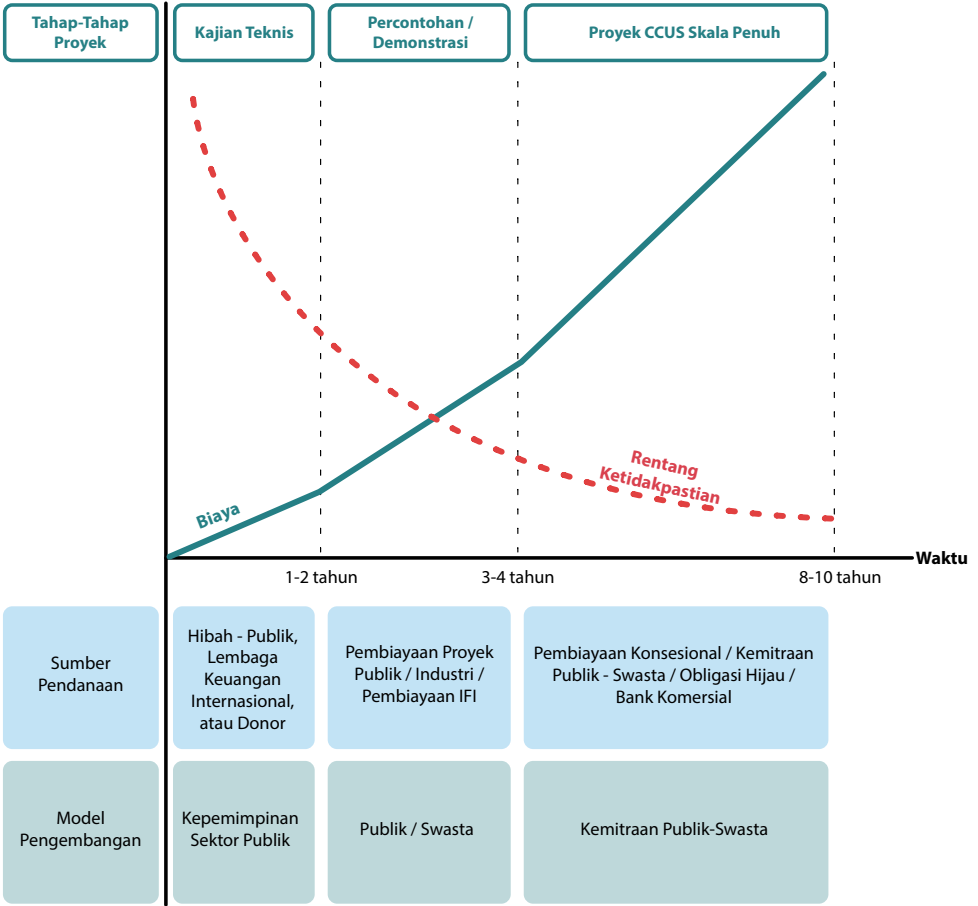 Tahap-Tahap
Proyek
Kajian Teknis
Percontohan /
Demonstrasi
Proyek CCUS Skala Penuh
Biaya
Rentang
Ketidakpastian
Waktu
1-2 tahun
3-4 tahun
8-10 tahun
Sumber
Pendanaan
Hibah - Publik,
Lembaga
Keuangan
Internasional,
atau Donor
Pembiayaan Proyek
Publik / Industri /
Pembiayaan IFI
Pembiayaan Konsesional / Kemitraan
Publik - Swasta / Obligasi Hijau /
Bank Komersial
Model
Pengembangan
Kepemimpinan
Sektor Publik
Publik / Swasta
Kemitraan Publik-Swasta